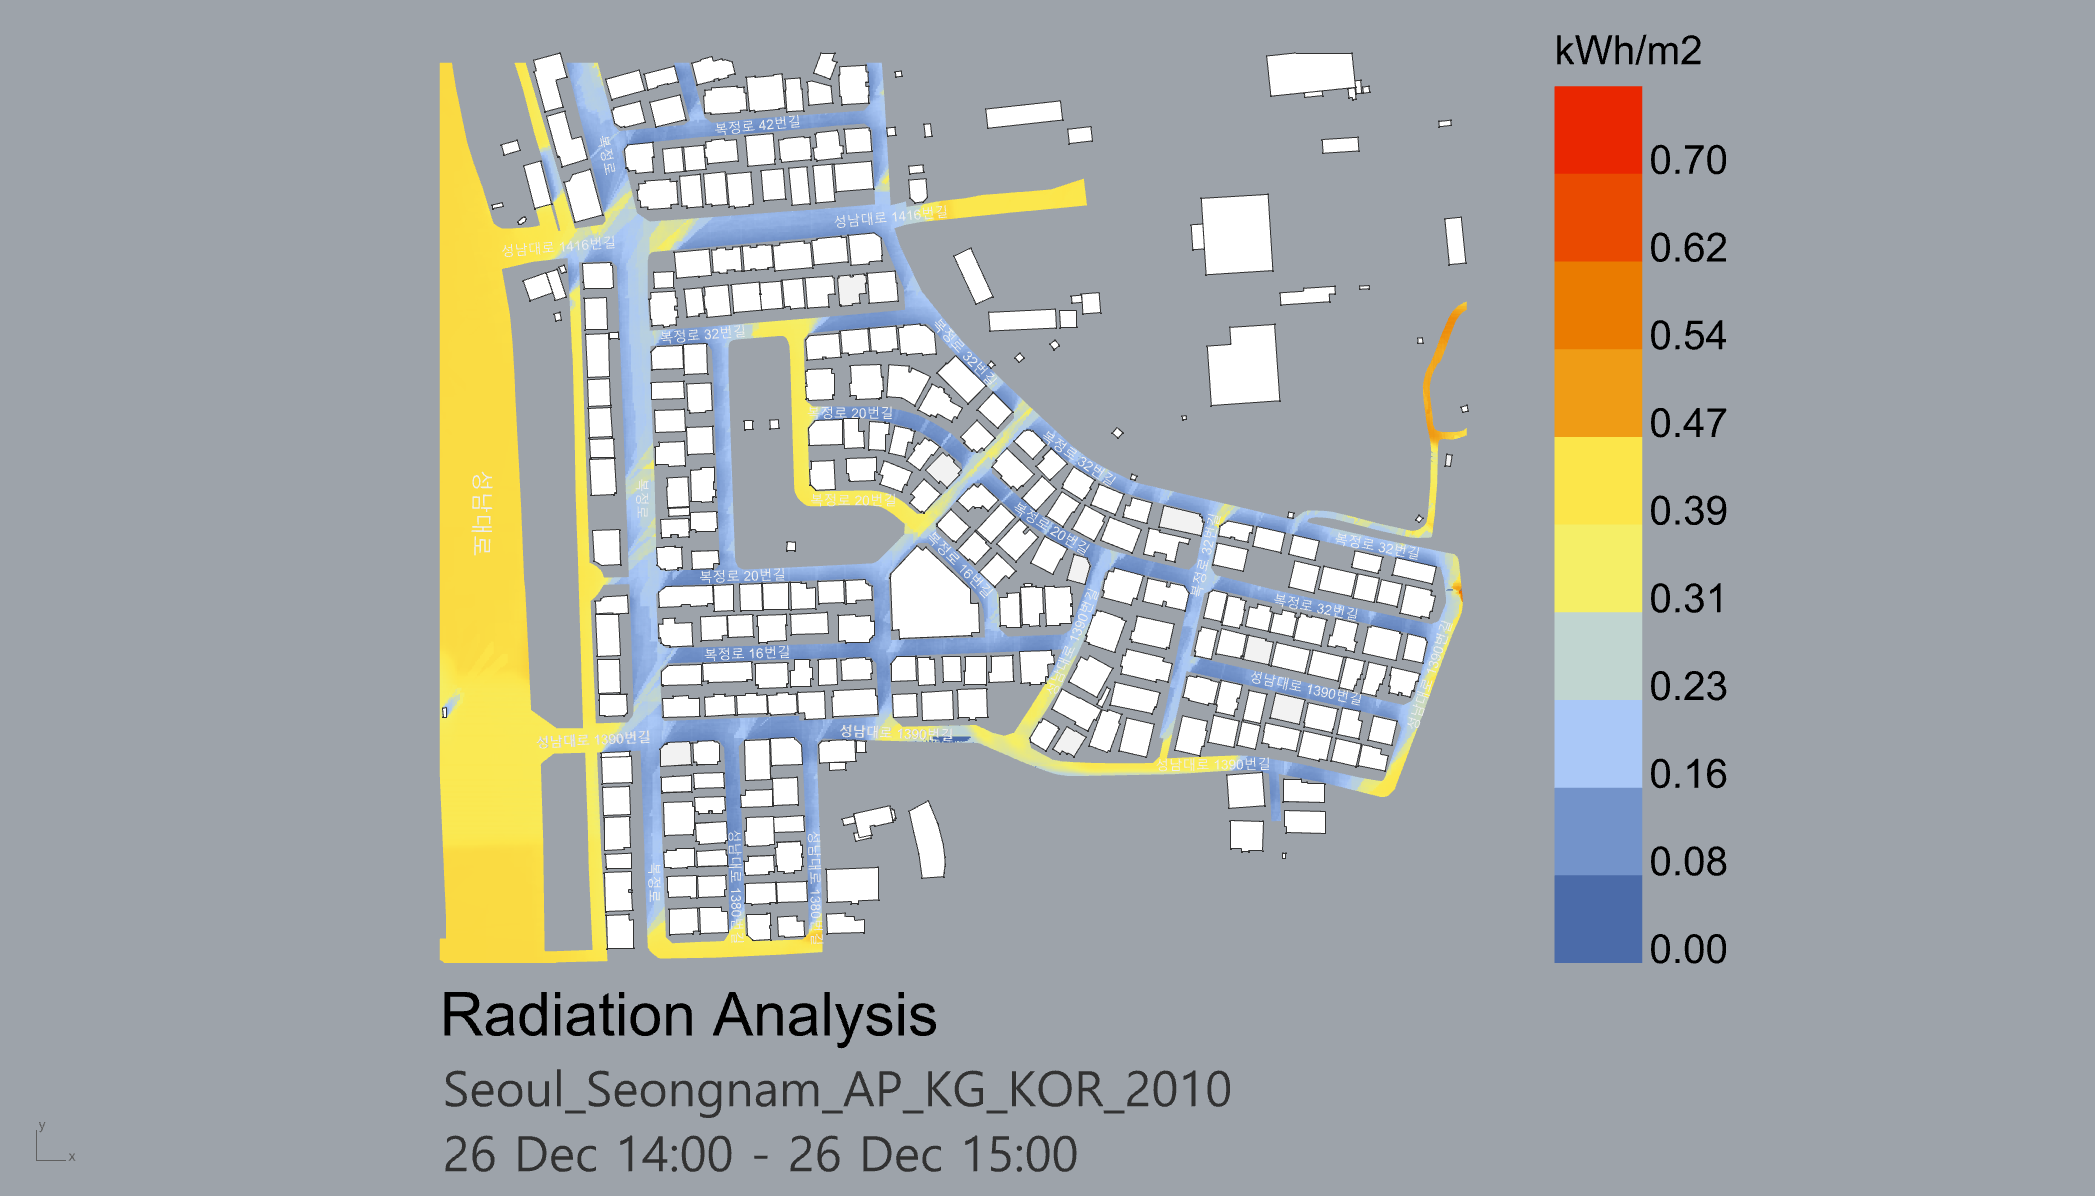 kWh/m2
0.70
0.62
0.54
0.47
0.39
0.31
0.23
0.16
0.08
0.00
복정로 42번길
복정로
성남대로 1416번길
성남대로 1416번길
복정로 32번길
복정로 32번길
복정로 20번길
복정로 32번길
성남대로
복정로
복정로 20번길
복정로 20번길
복정로 32번길
복정로 32번길
복정로 16번길
복정로 20번길
복정로 32번길
성남대로 1390번길
복정로 16번길
성남대로 1390번길
성남대로 1390번길
성남대로 1390번길
성남대로 1390번길
성남대로 1390번길
복정로
성남대로 1380번길
성남대로 1380번길
Radiation Analysis
Seoul_Seongnam_AP_KG_KOR_2010
26 Dec 14:00 - 26 Dec 15:00
y
x